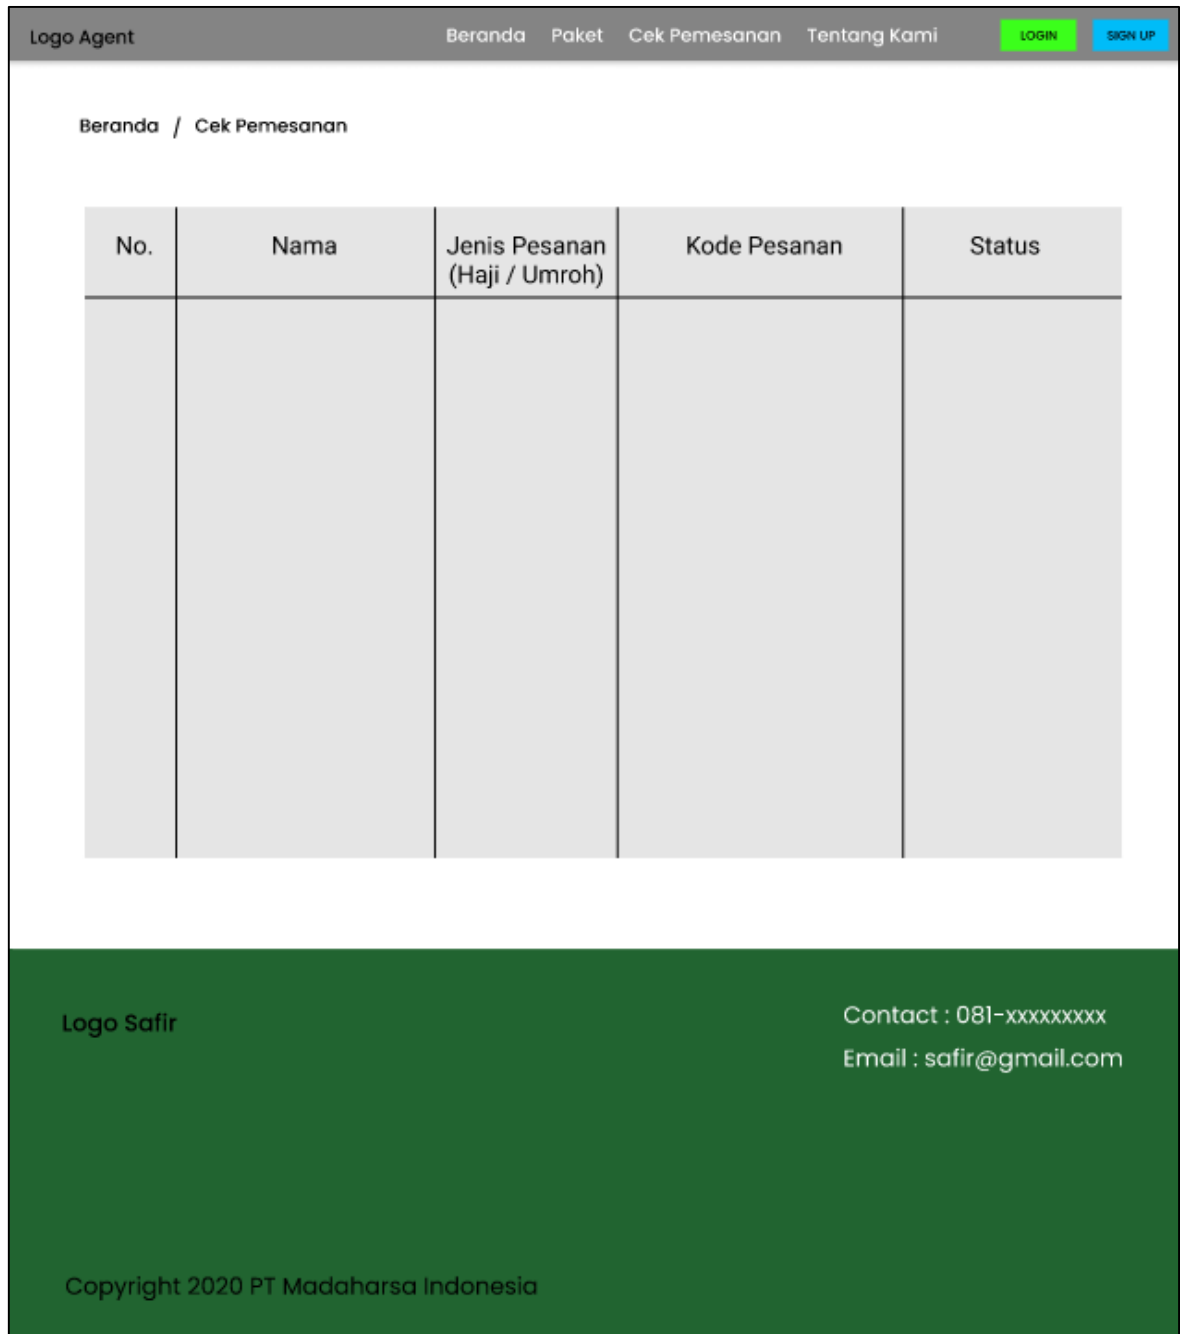 Logo Agent
Beranda Paket Cek Pemesanan Tentang Kami LOGIN SIGN UP
Beranda / Cek Pemesanan
No. Nama Jenis Pesanan Kode Pesanan Status
(Haji / Umroh)
Logo Safir
Contact : 081-xxxxxxxxx
Email : safir@gmail.com
Copyright 2020 PT Madaharsa Indonesia